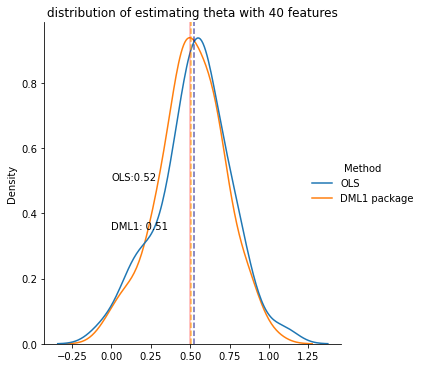 distribution of estimating theta with 40 features
Density
0.8
0.6
0.4
0.2
0.0
OLS:0.52
DML1: 0.51
Method
OLS
DML1 package
−0.25 0.00 0.25 0.50 0.75 1.00 1.25